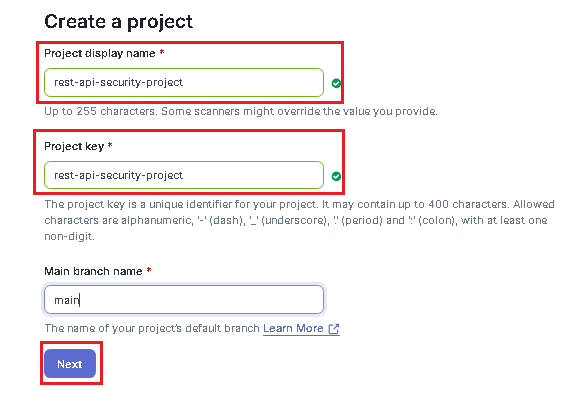 Create a project
Project display name *
rest-api-security-project
Up to 255 characters. Some scanners might override the value you provide.
Project key *
rest-api-security-project
The project key is a unique identifier for your project. It may contain up to 400 characters. Allowed
characters are alphanumeric, '-' (dash), '_' (underscore), '.' (period) and ':' (colon), with at least one
non-digit.
Main branch name *
main
The name of your project's default branch Learn More
Next